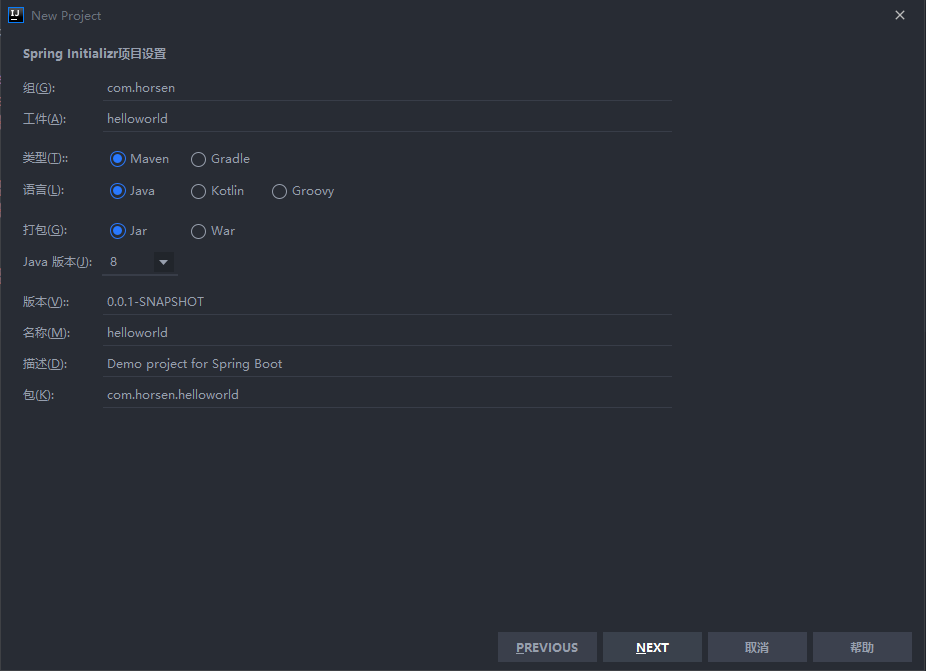 IJ New Project
Spring Initializr项目设置
组(G): com.horsen
工件(A): helloworld
类型(T):: Maven Gradle
语言(L): Java Kotlin Groovy
打包(G): Jar War
Java 版本(J): 8
版本(V):: 0.0.1-SNAPSHOT
名称(M): helloworld
描述(D): Demo project for Spring Boot
包(K): com.horsen.helloworld
PREVIOUS NEXT 取消 帮助